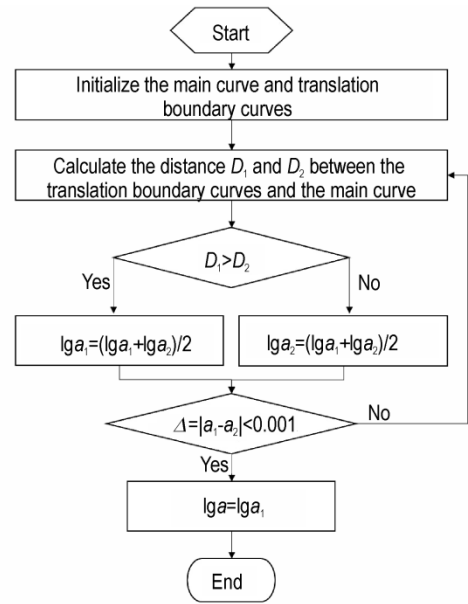 Start
Initialize the main curve and translation
boundary curves
Calculate the distance D₁ and D₂ between the
translation boundary curves and the main curve
D₁>D₂
Yes
No
lga₁=(lga₁+lga₂)/2
lga₂=(lga₁+lga₂)/2
Δ=|a₁-a₂|<0.001
No
Yes
lga=lga₁
End